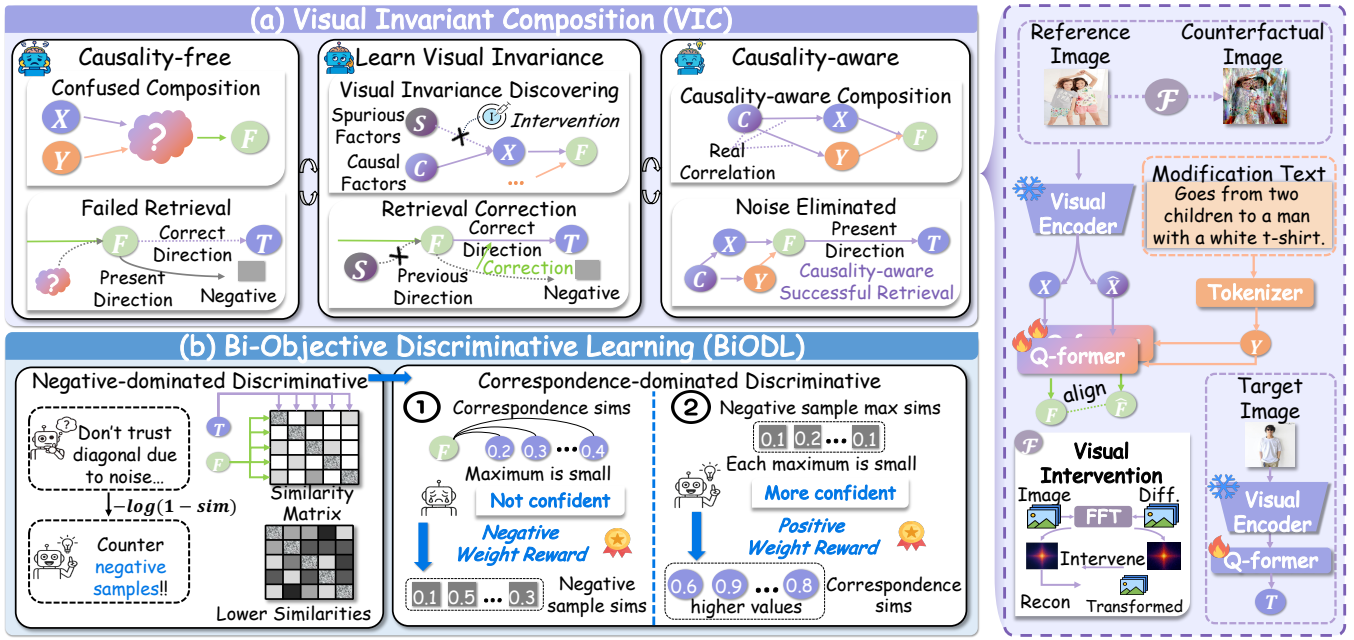 (a) Visual Invariant Composition (VIC)
Causality-free
Confused Composition
X
Y
?
F
Failed Retrieval
F
Correct
Direction
T
?
Present
Direction
Negative
Learn Visual Invariance
Visual Invariance Discovering
Spurious
Factors
S
I
Intervention
Causal
Factors
C
X
F
...
Retrieval Correction
F
Correct
Direction
T
S
Correction
Previous
Direction
Negative
Causality-aware
Causality-aware Composition
C
X
F
Real
Correlation
Y
Noise Eliminated
X
F
Present
Direction
T
C
Y
Causality-aware
Successful Retrieval
(b) Bi-Objective Discriminative Learning (BiODL)
Negative-dominated Discriminative
?
Don't trust
diagonal due
to noise...
-log(1 - sim)
Counter
negative
samples!!
T
F
Similarity
Matrix
Lower Similarities
Correspondence-dominated Discriminative
1
Correspondence sims
F
0.2 0.3 ... 0.4
Maximum is small
Not confident
Negative
Weight Reward
0.1 0.5 ... 0.3
Negative
sample sims
2
Negative sample max sims
0.1 0.2 ... 0.1
Each maximum is small
More confident
Positive
Weight Reward
0.6 0.9 ... 0.8
higher values
Correspondence
sims
Reference
Image
Counterfactual
Image
F
Visual
Encoder
Modification Text
Goes from two
children to a man
with a white t-shirt.
X
X̂
Tokenizer
Q-former
Y
align
F
F̂
F
Visual
Intervention
Image
Diff.
FFT
Intervene
Recon
Transformed
Target
Image
Visual
Encoder
Q-former
T